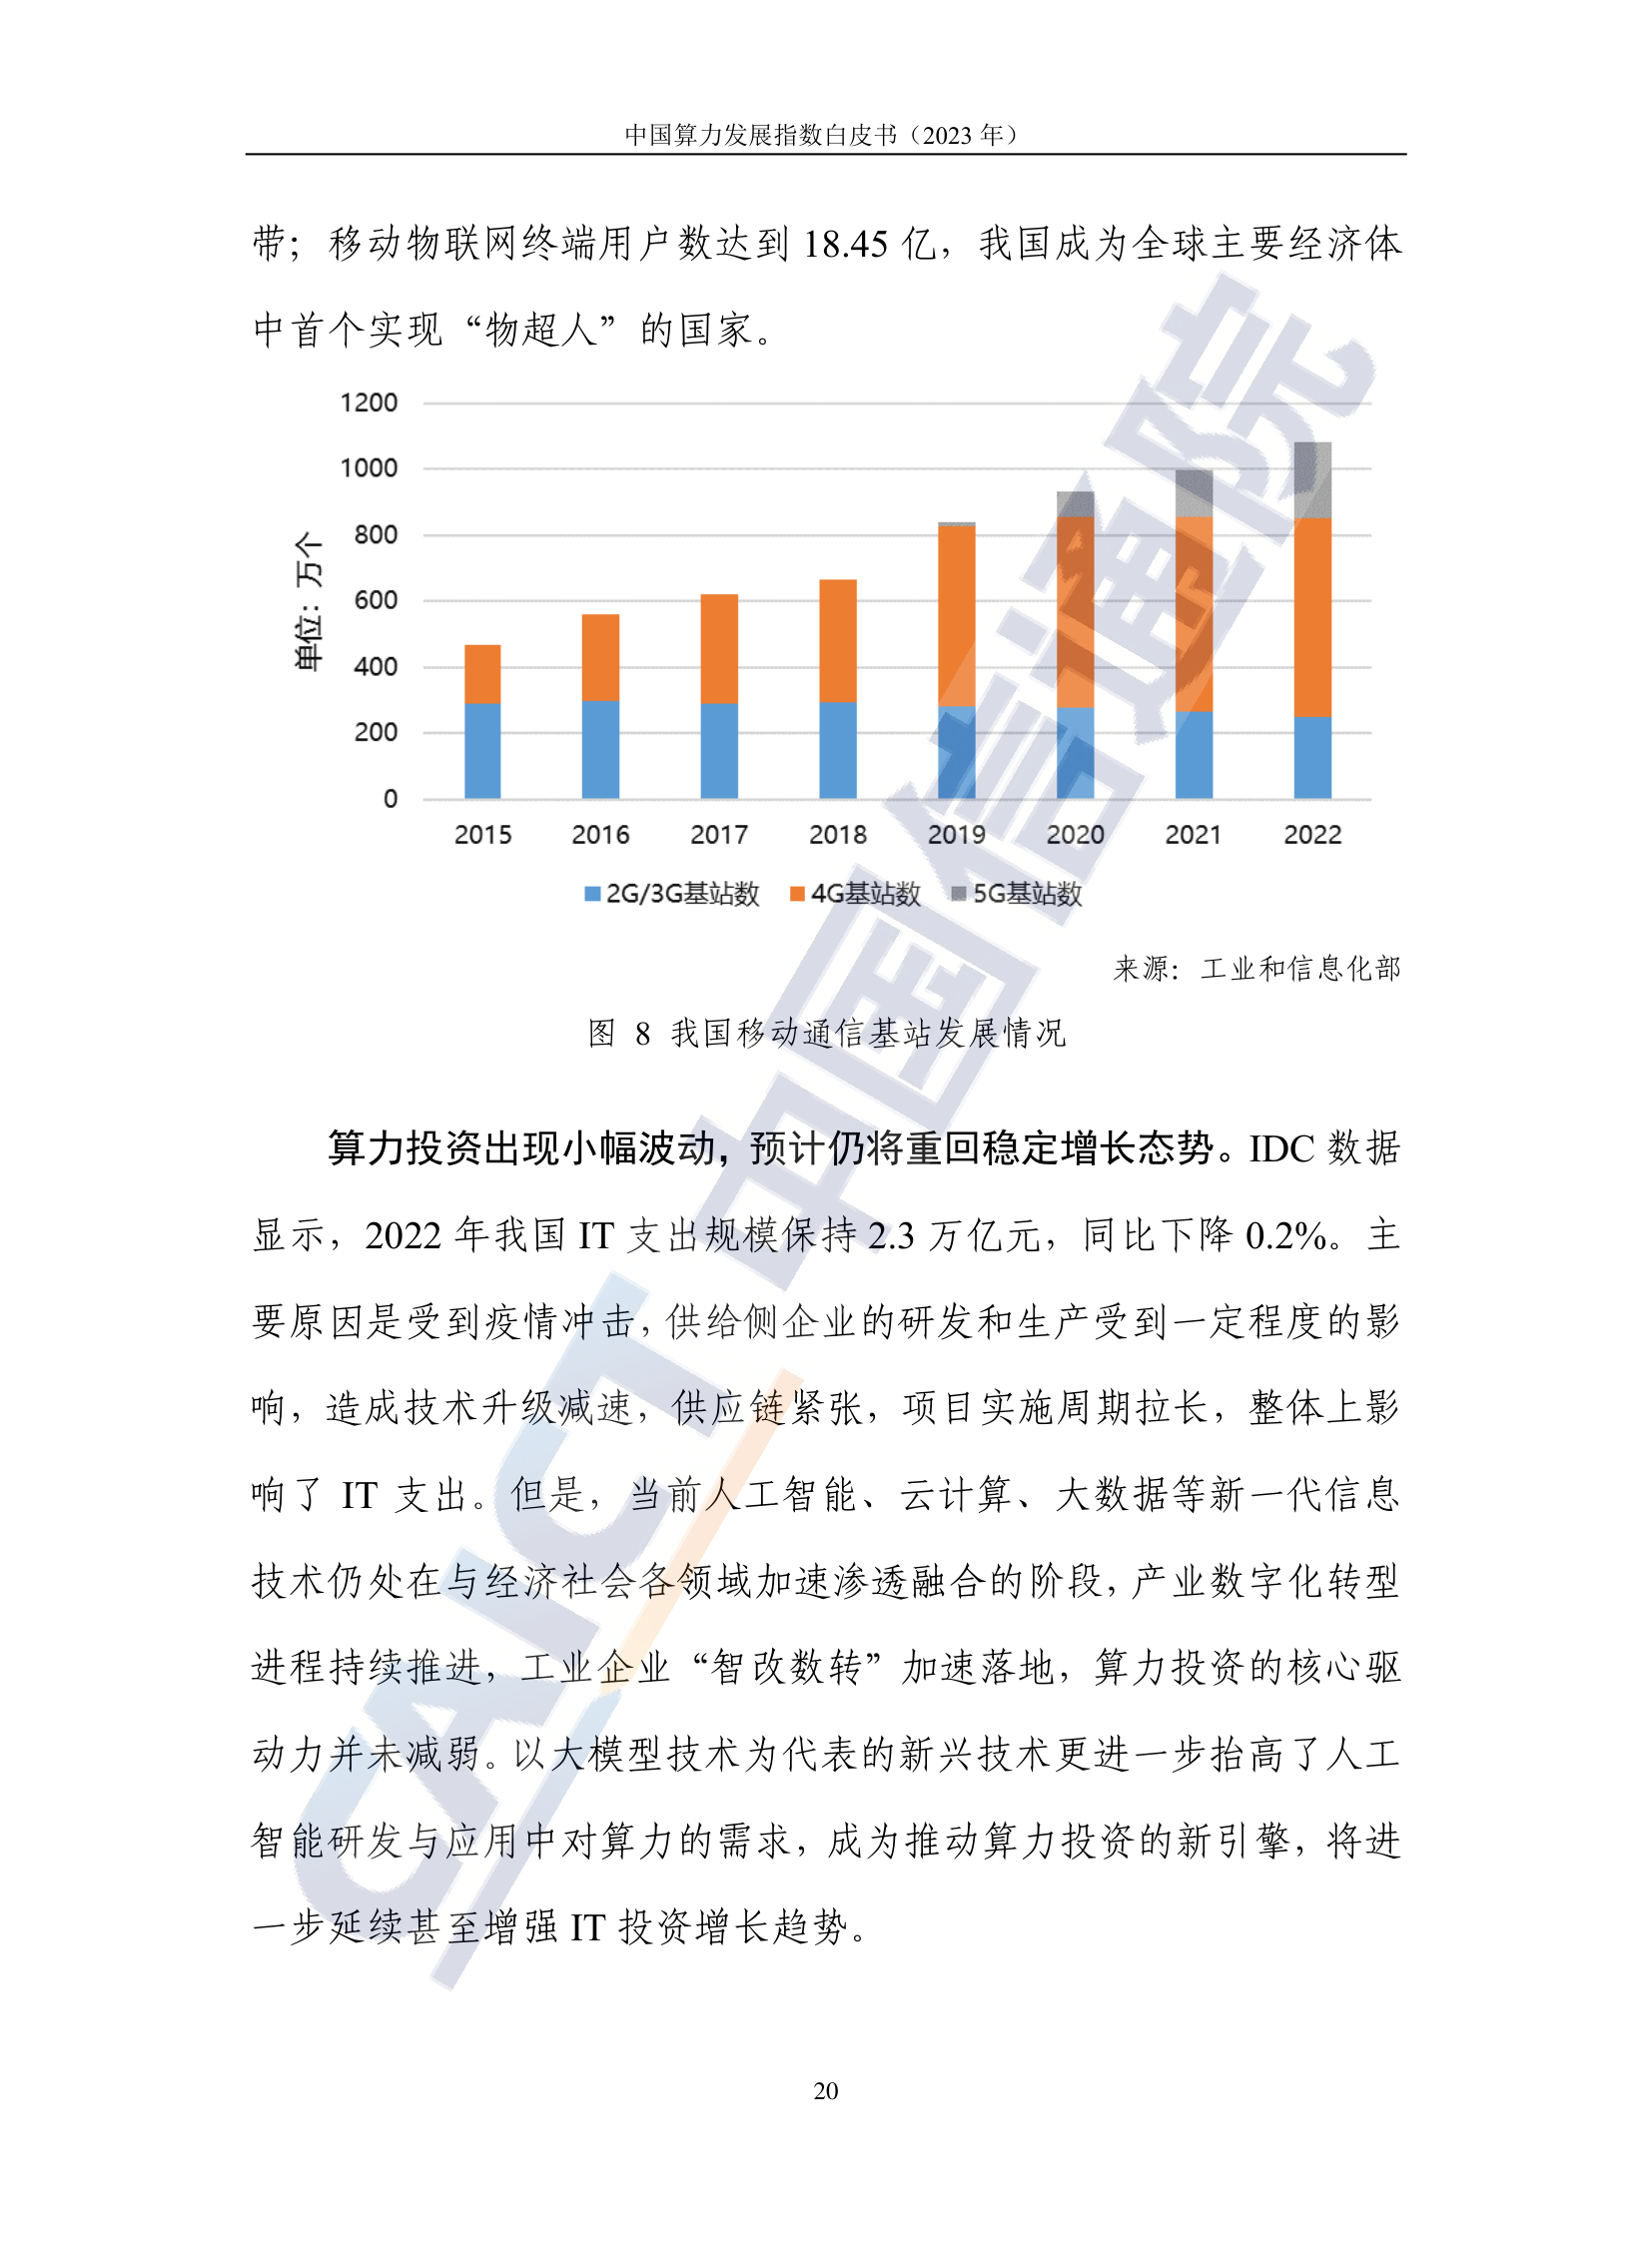 中国算力发展指数白皮书（2023 年）
带；移动物联网终端用户数达到 18.45 亿，我国成为全球主要经济体
中首个实现“物超人”的国家。
1200
1000
800
600
400
200
0
单位：万个
2015 2016 2017 2018 2019 2020 2021 2022
2G/3G基站数 4G基站数 5G基站数
来源：工业和信息化部
图 8 我国移动通信基站发展情况
算力投资出现小幅波动，预计仍将重回稳定增长态势。IDC 数据
显示，2022 年我国 IT 支出规模保持 2.3 万亿元，同比下降 0.2%。主
要原因是受到疫情冲击，供给侧企业的研发和生产受到一定程度的影
响，造成技术升级减速，供应链紧张，项目实施周期拉长，整体上影
响了 IT 支出。但是，当前人工智能、云计算、大数据等新一代信息
技术仍处在与经济社会各领域加速渗透融合的阶段，产业数字化转型
进程持续推进，工业企业“智改数转”加速落地，算力投资的核心驱
动力并未减弱。以大模型技术为代表的新兴技术更进一步抬高了人工
智能研发与应用中对算力的需求，成为推动算力投资的新引擎，将进
一步延续甚至增强 IT 投资增长趋势。
20
CAICT 中国信通院